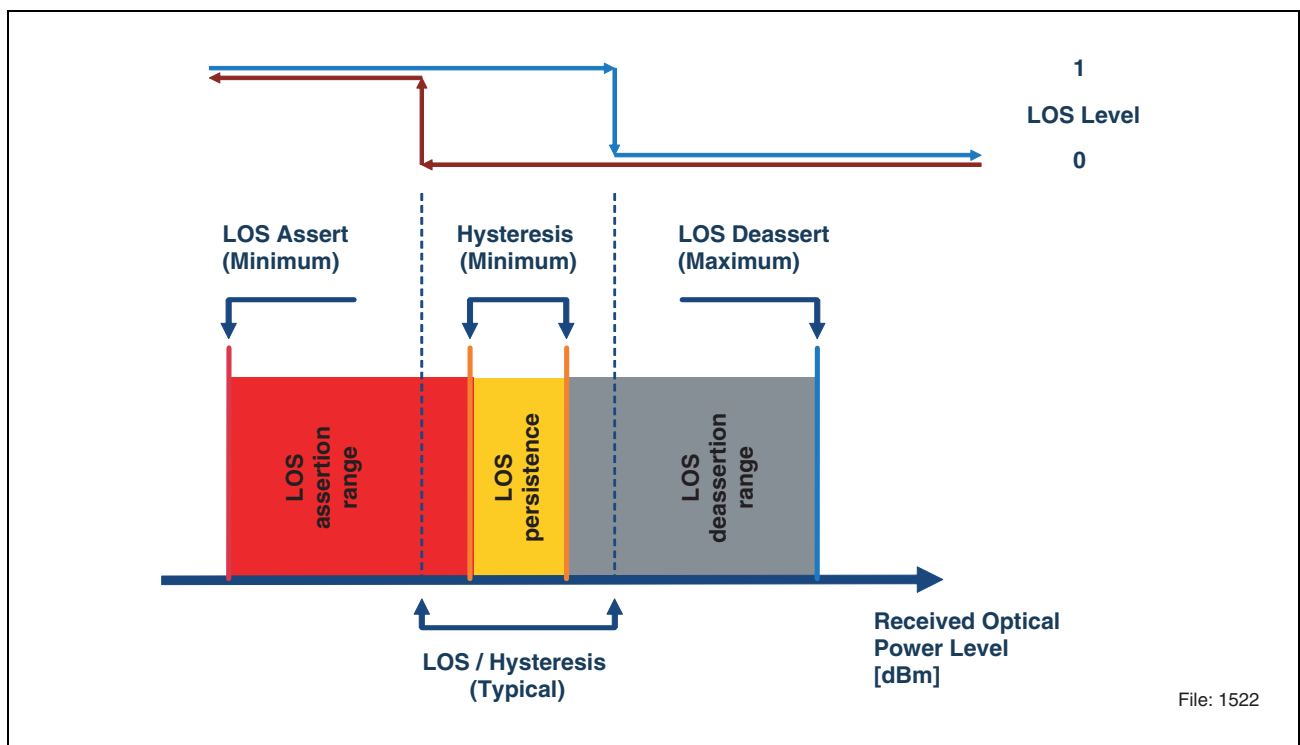 1
LOS Level
0
LOS Assert
(Minimum)
Hysteresis
(Minimum)
LOS Deassert
(Maximum)
LOS
assertion
range
LOS
persistence
LOS
deassertion
range
LOS / Hysteresis
(Typical)
Received Optical
Power Level
[dBm]
File: 1522